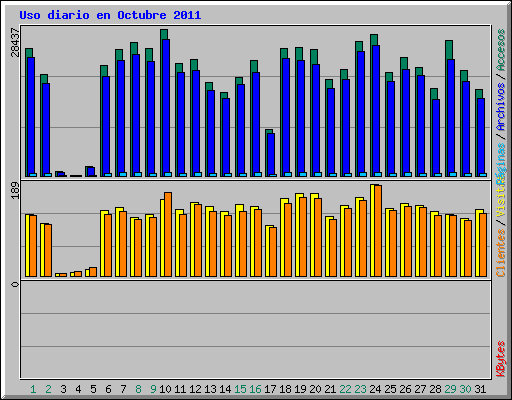 Uso diario en Octubre 2011
28437
189
0
Accesos / Archivos / Páginas
Visitas / Clientes
KBytes
1 2 3 4 5 6 7 8 9 10 11 12 13 14 15 16 17 18 19 20 21 22 23 24 25 26 27 28 29 30 31